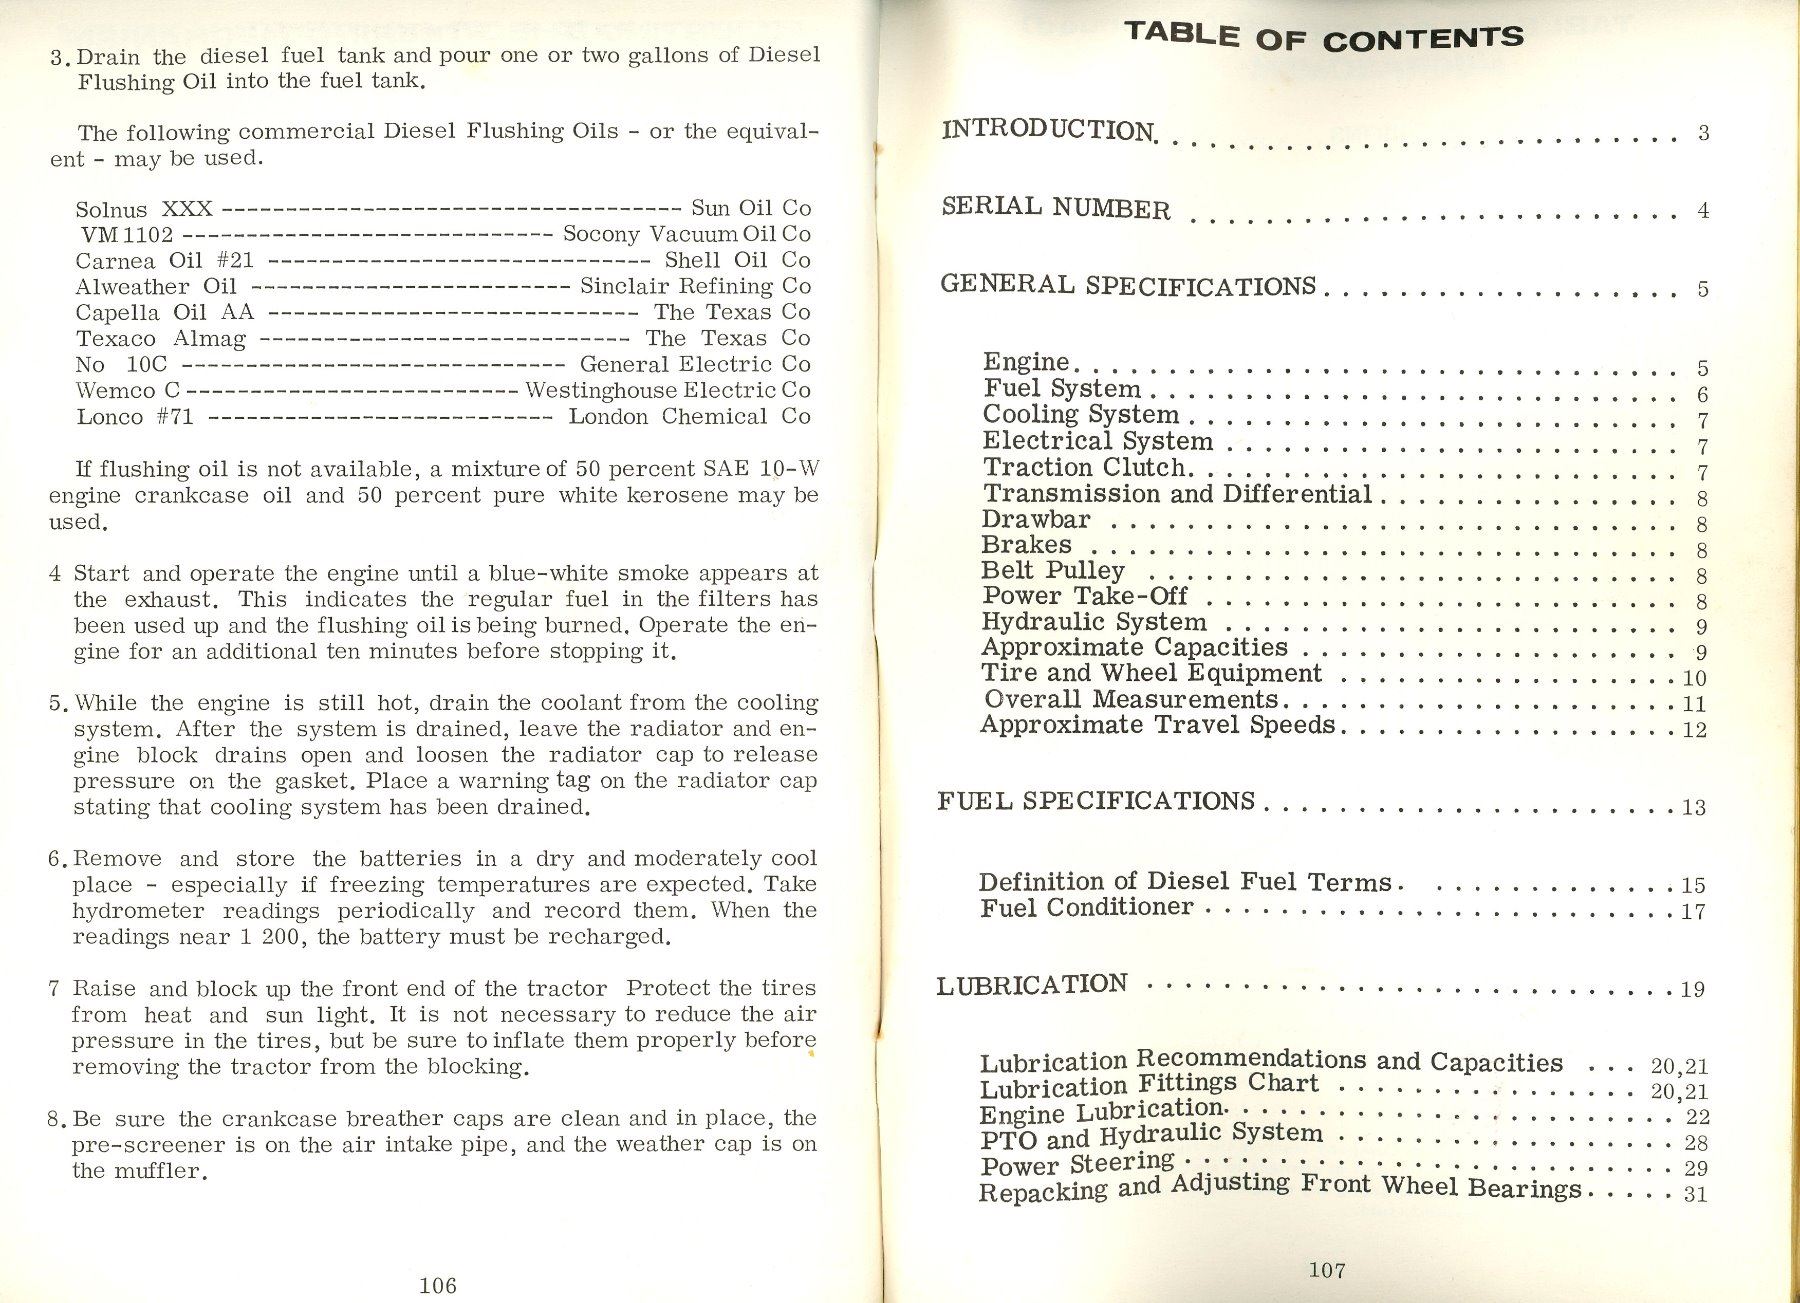 3. Drain the diesel fuel tank and pour one or two gallons of Diesel
Flushing Oil into the fuel tank.
The following commercial Diesel Flushing Oils - or the equival-
ent - may be used.
Solnus XXX ------------------------------------ Sun Oil Co
VM 1102 ----------------------------- Socony Vacuum Oil Co
Carnea Oil #21 ------------------------------ Shell Oil Co
Alweather Oil ------------------------- Sinclair Refining Co
Capella Oil AA ----------------------------- The Texas Co
Texaco Almag ----------------------------- The Texas Co
No 10C ------------------------------ General Electric Co
Wemco C -------------------------- Westinghouse Electric Co
Lonco #71 --------------------------- London Chemical Co
If flushing oil is not available, a mixture of 50 percent SAE 10-W
engine crankcase oil and 50 percent pure white kerosene may be
used.
4 Start and operate the engine until a blue-white smoke appears at
the exhaust. This indicates the regular fuel in the filters has
been used up and the flushing oil is being burned. Operate the en-
gine for an additional ten minutes before stopping it.
5. While the engine is still hot, drain the coolant from the cooling
system. After the system is drained, leave the radiator and en-
gine block drains open and loosen the radiator cap to release
pressure on the gasket. Place a warning tag on the radiator cap
stating that cooling system has been drained.
6. Remove and store the batteries in a dry and moderately cool
place - especially if freezing temperatures are expected. Take
hydrometer readings periodically and record them. When the
readings near 1 200, the battery must be recharged.
7 Raise and block up the front end of the tractor Protect the tires
from heat and sun light. It is not necessary to reduce the air
pressure in the tires, but be sure to inflate them properly before
removing the tractor from the blocking.
8. Be sure the crankcase breather caps are clean and in place, the
pre-screener is on the air intake pipe, and the weather cap is on
the muffler.
106
TABLE OF CONTENTS
INTRODUCTION. . . . . . . . . . . . . . . . . . . . . . . . . . . . 3
SERIAL NUMBER . . . . . . . . . . . . . . . . . . . . . . . . . . 4
GENERAL SPECIFICATIONS . . . . . . . . . . . . . . . . . . . 5
Engine. . . . . . . . . . . . . . . . . . . . . . . . . . . . . . . . 5
Fuel System . . . . . . . . . . . . . . . . . . . . . . . . . . . . 6
Cooling System . . . . . . . . . . . . . . . . . . . . . . . . . . 7
Electrical System . . . . . . . . . . . . . . . . . . . . . . . . 7
Traction Clutch. . . . . . . . . . . . . . . . . . . . . . . . . . 7
Transmission and Differential . . . . . . . . . . . . . . . . 8
Drawbar . . . . . . . . . . . . . . . . . . . . . . . . . . . . . . 8
Brakes . . . . . . . . . . . . . . . . . . . . . . . . . . . . . . . 8
Belt Pulley . . . . . . . . . . . . . . . . . . . . . . . . . . . . 8
Power Take-Off . . . . . . . . . . . . . . . . . . . . . . . . . 8
Hydraulic System . . . . . . . . . . . . . . . . . . . . . . . . 9
Approximate Capacities . . . . . . . . . . . . . . . . . . . . 9
Tire and Wheel Equipment . . . . . . . . . . . . . . . . . . 10
Overall Measurements. . . . . . . . . . . . . . . . . . . . . 11
Approximate Travel Speeds. . . . . . . . . . . . . . . . . . 12
FUEL SPECIFICATIONS . . . . . . . . . . . . . . . . . . . . . . 13
Definition of Diesel Fuel Terms. . . . . . . . . . . . . . 15
Fuel Conditioner . . . . . . . . . . . . . . . . . . . . . . . . . 17
LUBRICATION . . . . . . . . . . . . . . . . . . . . . . . . . . . . 19
Lubrication Recommendations and Capacities . . . 20,21
Lubrication Fittings Chart . . . . . . . . . . . . . . . . 20,21
Engine Lubrication. . . . . . . . . . . . . . . . . . . . . . . . 22
PTO and Hydraulic System . . . . . . . . . . . . . . . . . . 28
Power Steering . . . . . . . . . . . . . . . . . . . . . . . . . . 29
Repacking and Adjusting Front Wheel Bearings. . . . . 31
107